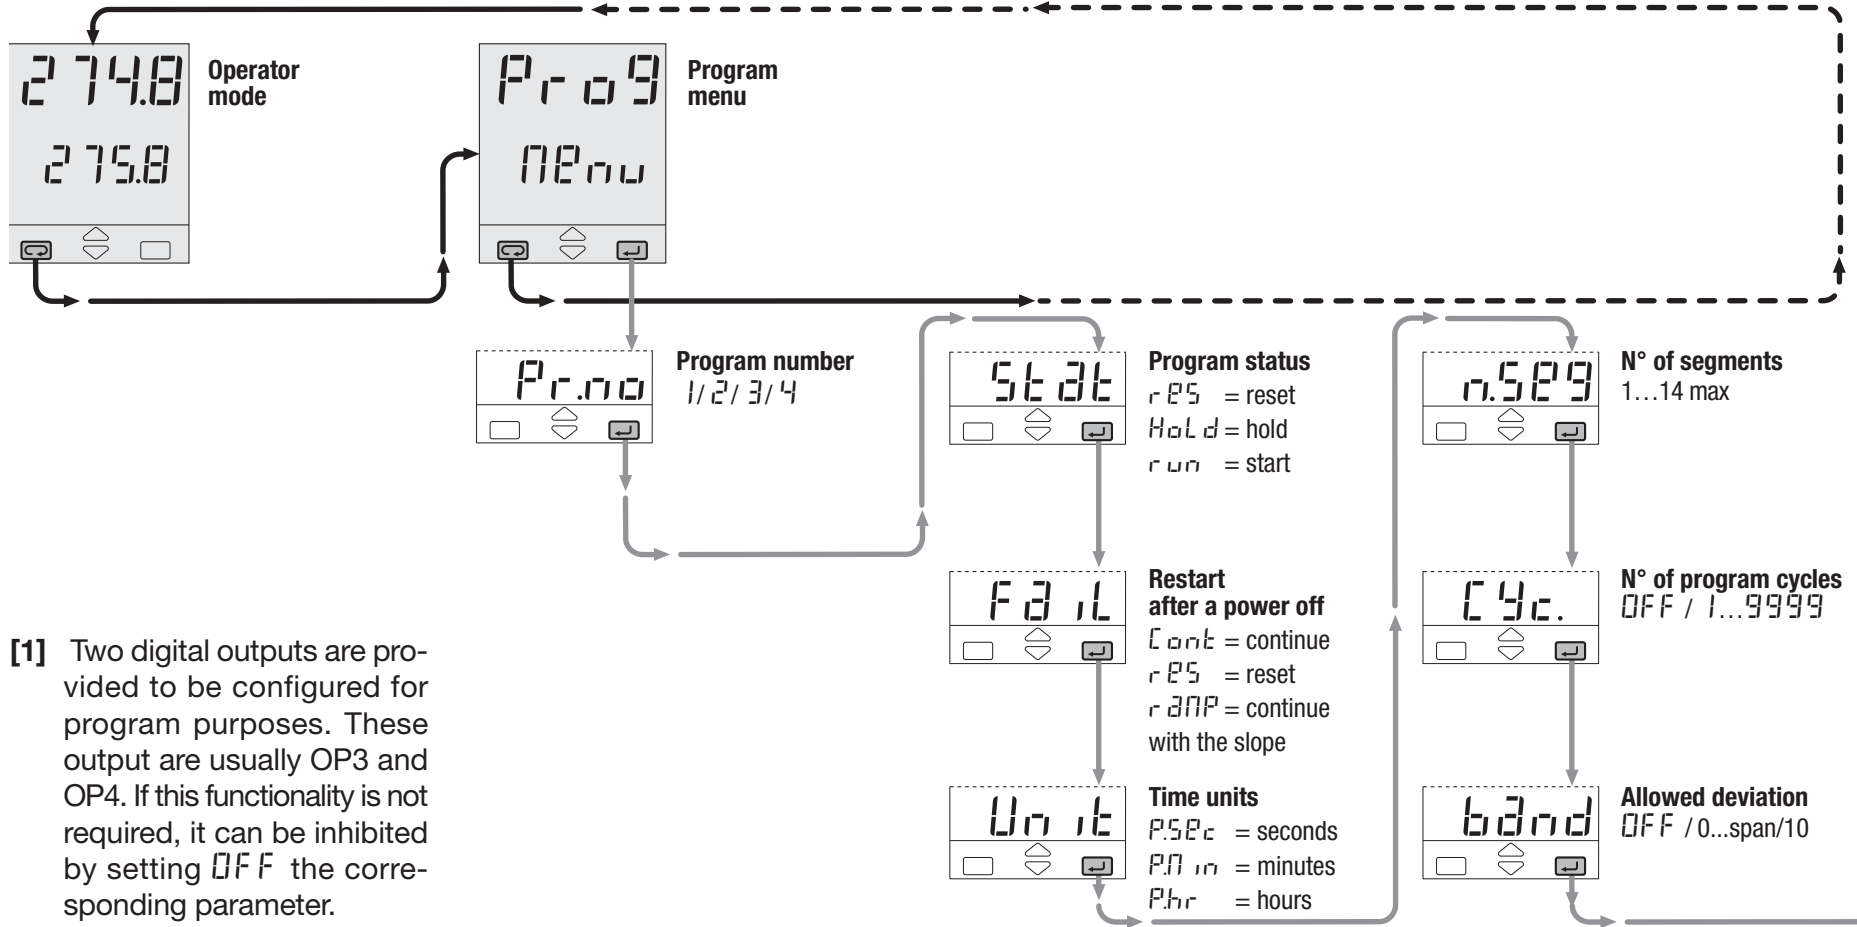 274.8
275.8
Operator
mode
Prog
MEnu
Program
menu
Pr.no
Program number
1/ 2/ 3/ 4
Stat
Program status
rES = reset
HoLd = hold
run = start
FaiL
Restart
after a power off
Cont = continue
rES = reset
raMP = continue
with the slope
Unit
Time units
P.SEc = seconds
P.Min = minutes
P.hr = hours
n.SEg
N° of segments
1…14 max
CYc.
N° of program cycles
OFF / 1...9999
band
Allowed deviation
OFF / 0...span/10
[1] Two digital outputs are pro-
vided to be configured for
program purposes. These
output are usually OP3 and
OP4. If this functionality is not
required, it can be inhibited
by setting OFF the corre-
sponding parameter.